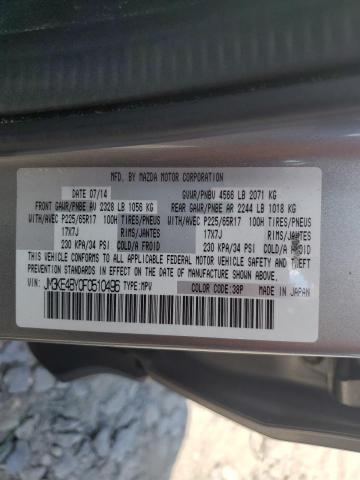 MFD. BY MAZDA MOTOR CORPORATION
DATE 07/14 GVWR/PNBV 4566 LB 2071 KG
FRONT GAWR/PNBE AV 2328 LB 1056 KG REAR GAWR/PNBE AR 2244 LB 1018 KG
WITH/AVEC P225/65R17 100H TIRES/PNEUS WITH/AVEC P225/65R17 100H TIRES/PNEUS
17X7J RIMS/JANTES 17X7J RIMS/JANTES
230 KPA/34 PSI COLD/A FROID 230 KPA/34 PSI COLD/A FROID
THIS VEHICLE CONFORMS TO ALL APPLICABLE FEDERAL MOTOR VEHICLE
SAFETY, BUMPER, AND THEFT PREVENTION STANDARDS IN EFFECT ON
THE DATE OF MANUFACTURE SHOWN ABOVE.
VIN: JM3KE4BY0F0510496 TYPE:MPV COLOR CODE:38P MADE IN JAPAN